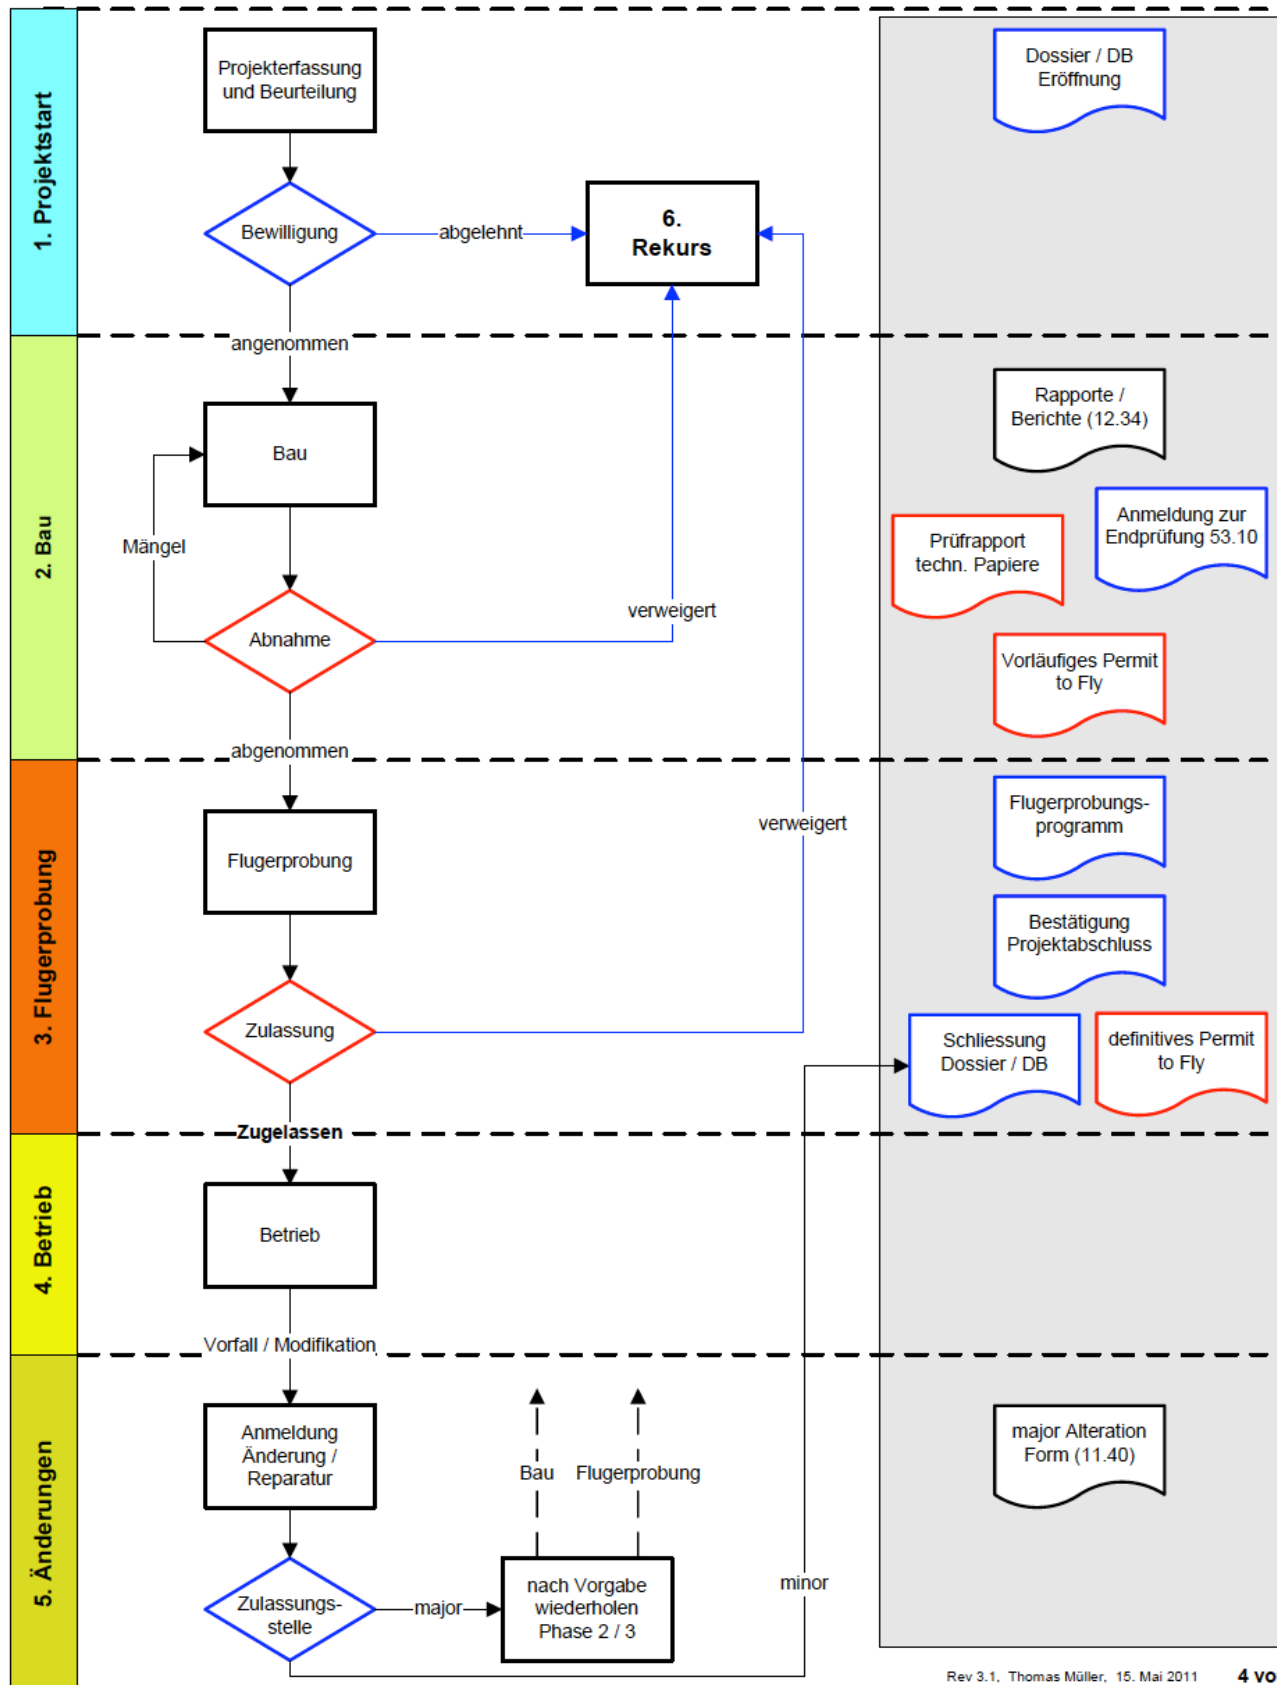 1. Projektstart
Projekterfassung
und Beurteilung
Dossier / DB
Eröffnung
Bewilligung
abgelehnt
6.
Rekurs
angenommen
2. Bau
Bau
Mängel
Abnahme
verweigert
abgenommen
Rapporte /
Berichte (12.34)
Anmeldung zur
Endprüfung 53.10
Prüfrapport
techn. Papiere
Vorläufiges Permit
to Fly
3. Flugerprobung
Flugerprobung
verweigert
Zulassung
Zugelassen
Flugerprobungs-
programm
Bestätigung
Projektabschluss
Schliessung
Dossier / DB
definitives Permit
to Fly
4. Betrieb
Betrieb
Vorfall / Modifikation
5. Änderungen
Anmeldung
Änderung /
Reparatur
Bau
Flugerprobung
major Alteration
Form (11.40)
Zulassungs-
stelle
major
nach Vorgabe
wiederholen
Phase 2 / 3
minor
Rev 3.1, Thomas Müller, 15. Mai 2011
4 vo